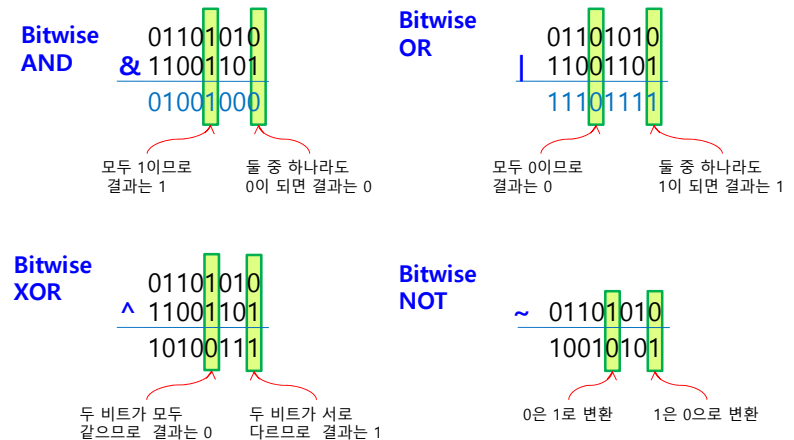 Bitwise
AND
01101010
& 11001101
01001000
모두 1이므로
결과는 1
둘 중 하나라도
0이 되면 결과는 0
Bitwise
OR
01101010
| 11001101
11101111
모두 0이므로
결과는 0
둘 중 하나라도
1이 되면 결과는 1
Bitwise
XOR
01101010
^ 11001101
10100111
두 비트가 모두
같으므로 결과는 0
두 비트가 서로
다르므로 결과는 1
Bitwise
NOT
~ 01101010
10010101
0은 1로 변환
1은 0으로 변환